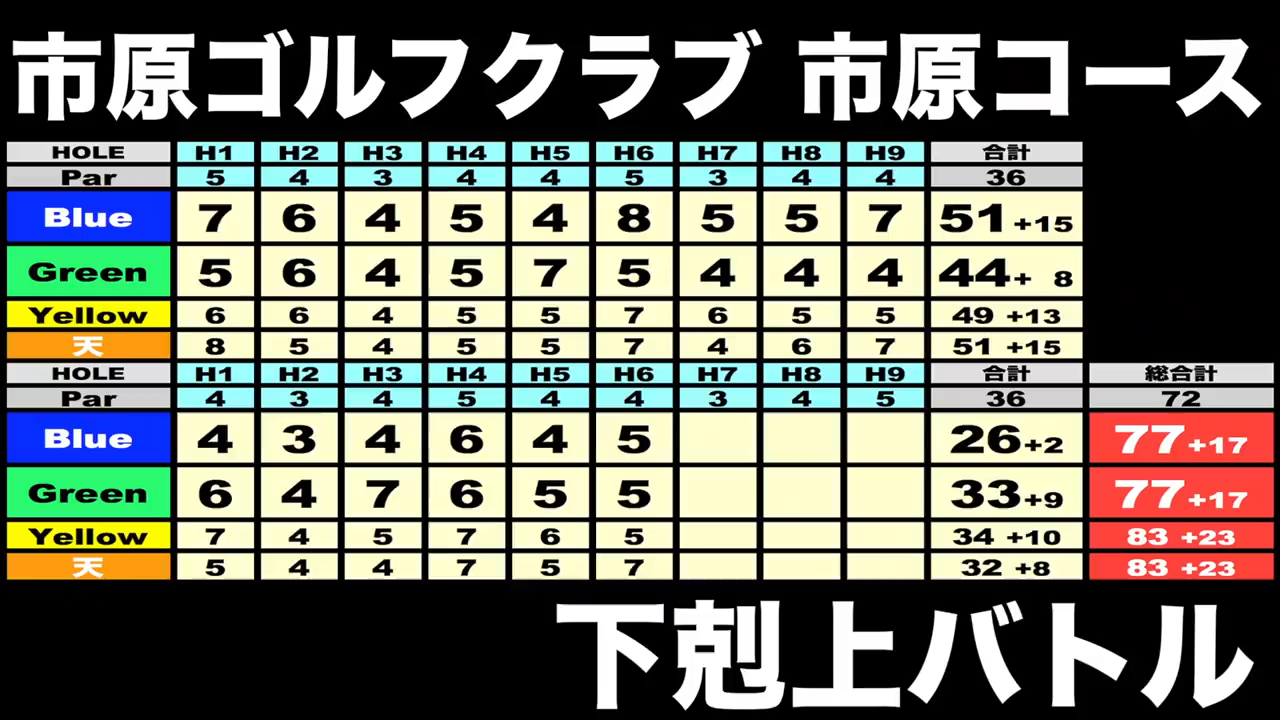 市原ゴルフクラブ 市原コース
HOLE H1 H2 H3 H4 H5 H6 H7 H8 H9 合計
Par 5 4 3 4 4 5 3 4 4 36
Blue 7 6 4 5 4 8 5 5 7 51 +15
Green 5 6 4 5 7 5 4 4 4 44 + 8
Yellow 6 6 4 5 5 7 6 5 5 49 +13
天 8 5 4 5 5 7 4 6 7 51 +15
HOLE H1 H2 H3 H4 H5 H6 H7 H8 H9 合計 総合計
Par 4 3 4 5 4 4 3 4 5 36 72
Blue 4 3 4 6 4 5 26 +2 77 +17
Green 6 4 7 6 5 5 33 +9 77 +17
Yellow 7 4 5 7 6 5 34 +10 83 +23
天 5 4 4 7 5 7 32 +8 83 +23
下剋上バトル